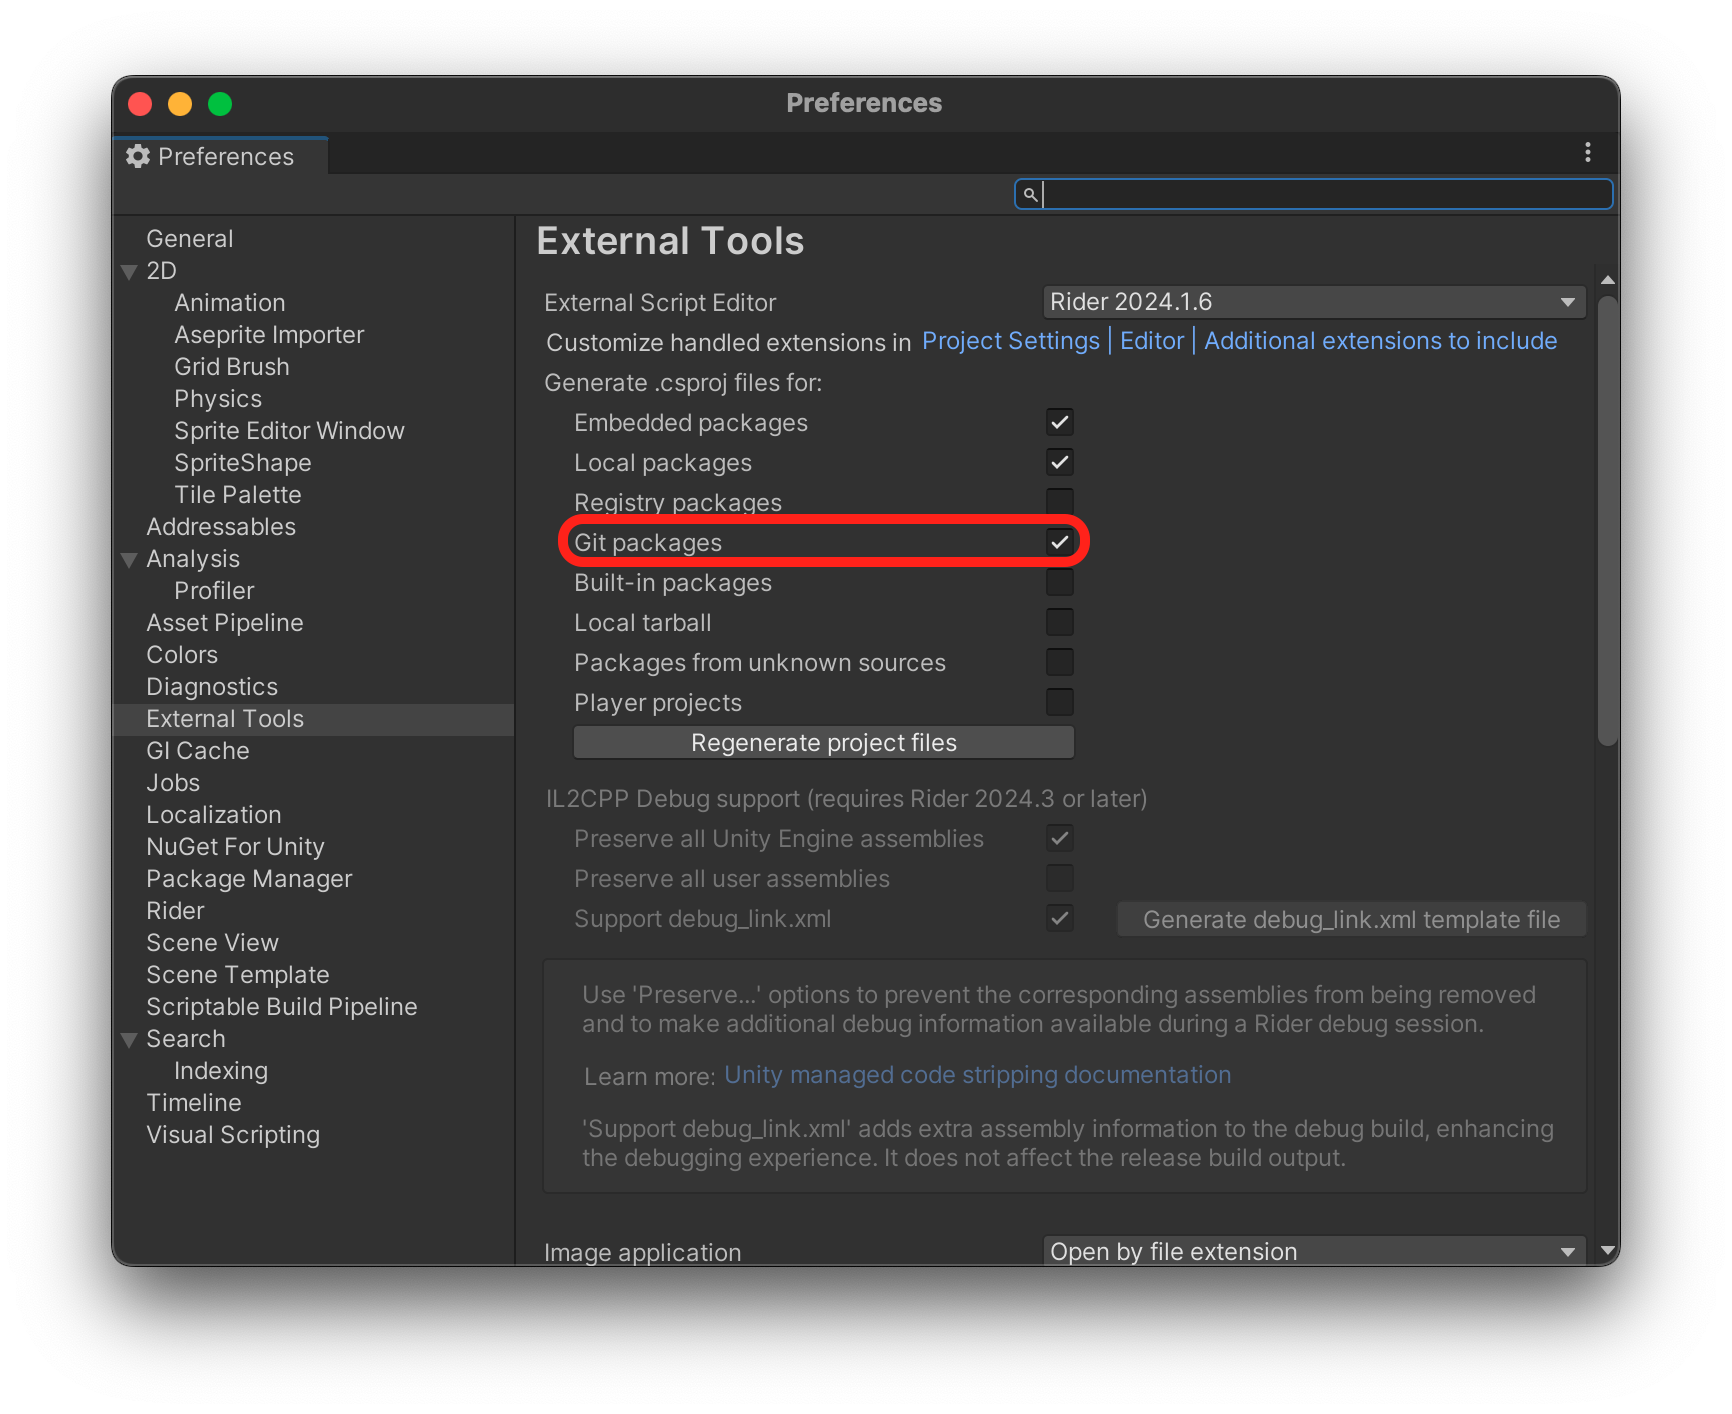 Preferences
Preferences
General
2D
Animation
Aseprite Importer
Grid Brush
Physics
Sprite Editor Window
SpriteShape
Tile Palette
Addressables
Analysis
Profiler
Asset Pipeline
Colors
Diagnostics
External Tools
GI Cache
Jobs
Localization
NuGet For Unity
Package Manager
Rider
Scene View
Scene Template
Scriptable Build Pipeline
Search
Indexing
Timeline
Visual Scripting
External Tools
External Script Editor Rider 2024.1.6
Customize handled extensions in Project Settings | Editor | Additional extensions to include
Generate .csproj files for:
Embedded packages
Local packages
Registry packages
Git packages
Built-in packages
Local tarball
Packages from unknown sources
Player projects
Regenerate project files
IL2CPP Debug support (requires Rider 2024.3 or later)
Preserve all Unity Engine assemblies
Preserve all user assemblies
Support debug_link.xml Generate debug_link.xml template file
Use 'Preserve...' options to prevent the corresponding assemblies from being removed
and to make additional debug information available during a Rider debug session.
Learn more: Unity managed code stripping documentation
'Support debug_link.xml' adds extra assembly information to the debug build, enhancing
the debugging experience. It does not affect the release build output.
Image application Open by file extension